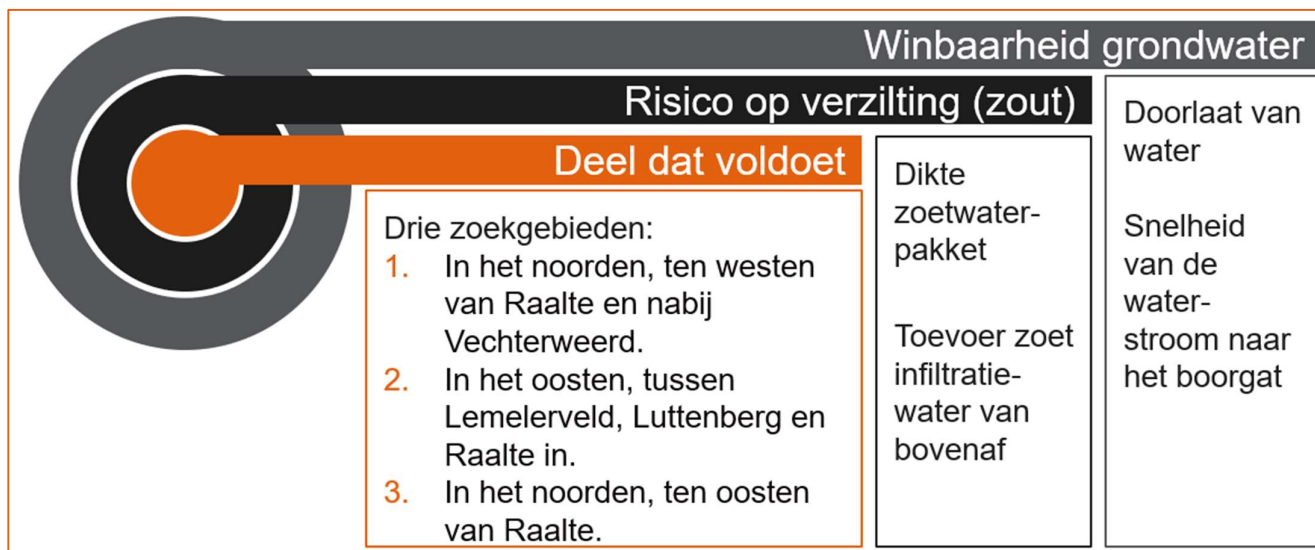 Winbaarheid grondwater
Risico op verzilting (zout)
Deel dat voldoet
Drie zoekgebieden:
1. In het noorden, ten westen
van Raalte en nabij
Vechterweerd.
2. In het oosten, tussen
Lemelerveld, Luttenberg en
Raalte in.
3. In het noorden, ten oosten
van Raalte.
Dikte
zoetwater-
pakket
Toevoer zoet
infiltratie-
water van
bovenaf
Doorlaat van
water
Snelheid
van de
water-
stroom naar
het boorgat